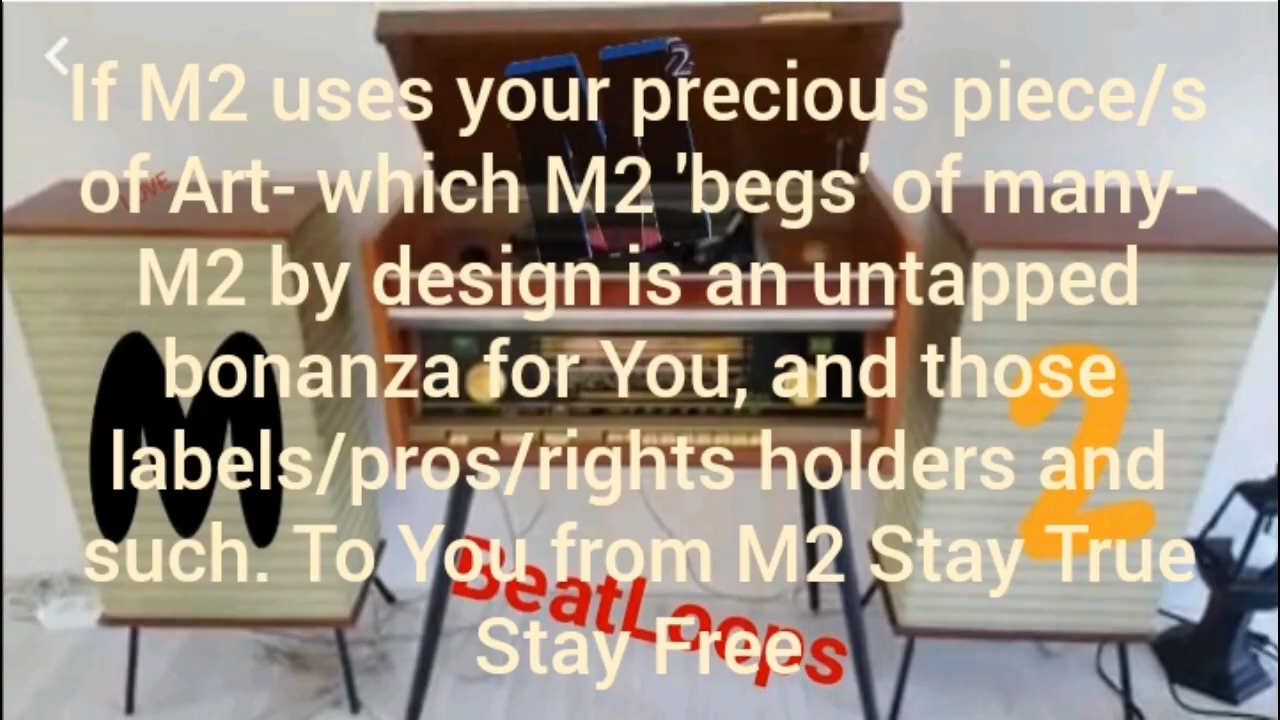 If M2 uses your precious piece/s
of Art- which M2 'begs' of many-
M2 by design is an untapped
bonanza for You, and those
labels/pros/rights holders and
such. To You from M2 Stay True
Stay Free
LOVE
M
2
M
2
BeatLoops